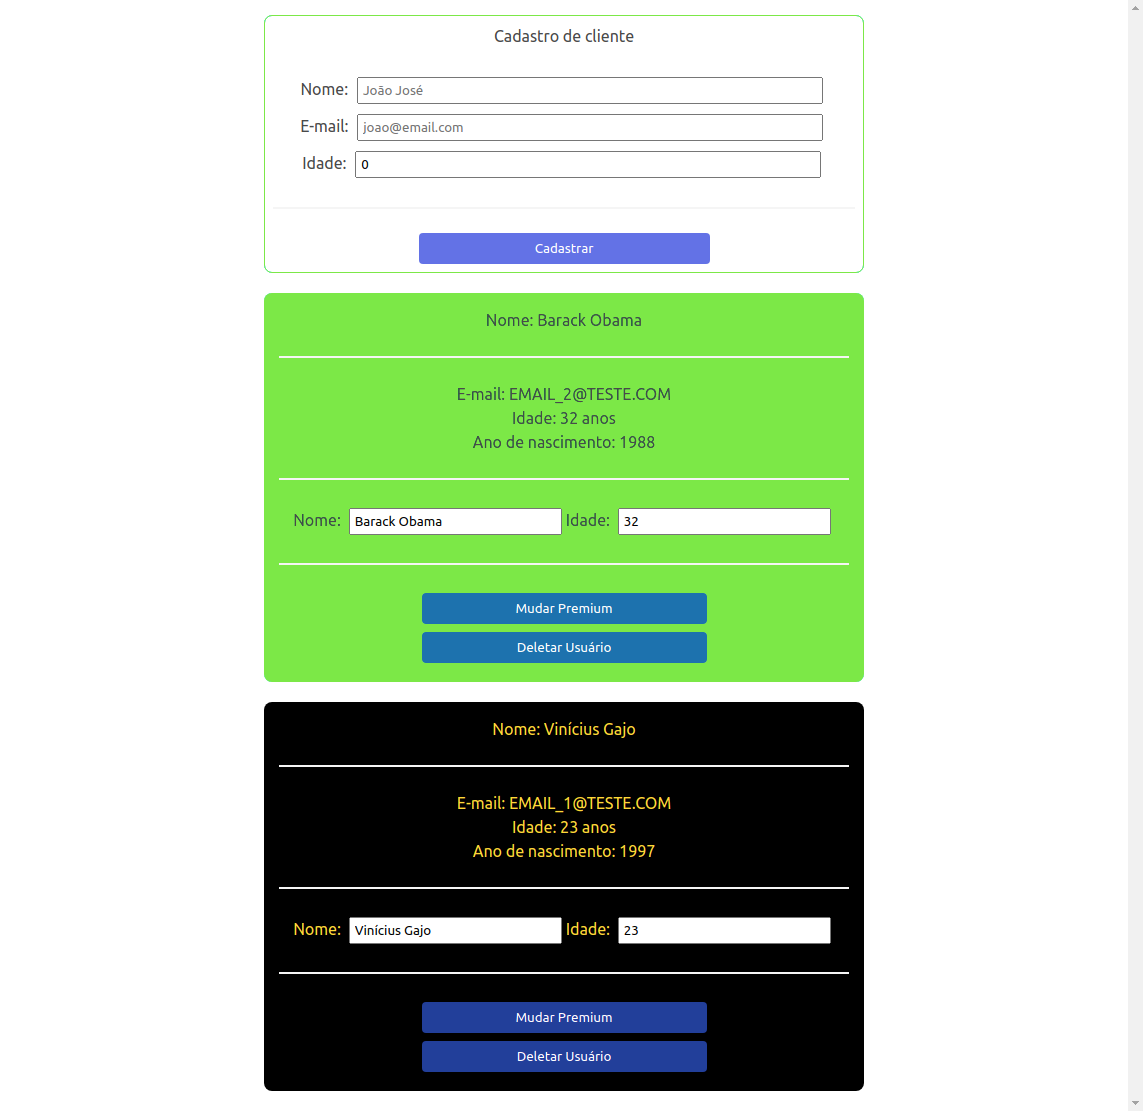 Cadastro de cliente
Nome: João José
E-mail: joao@email.com
Idade: 0
Cadastrar
Nome: Barack Obama
E-mail: EMAIL_2@TESTE.COM
Idade: 32 anos
Ano de nascimento: 1988
Nome: Barack Obama Idade: 32
Mudar Premium
Deletar Usuário
Nome: Vinícius Gajo
E-mail: EMAIL_1@TESTE.COM
Idade: 23 anos
Ano de nascimento: 1997
Nome: Vinícius Gajo Idade: 23
Mudar Premium
Deletar Usuário